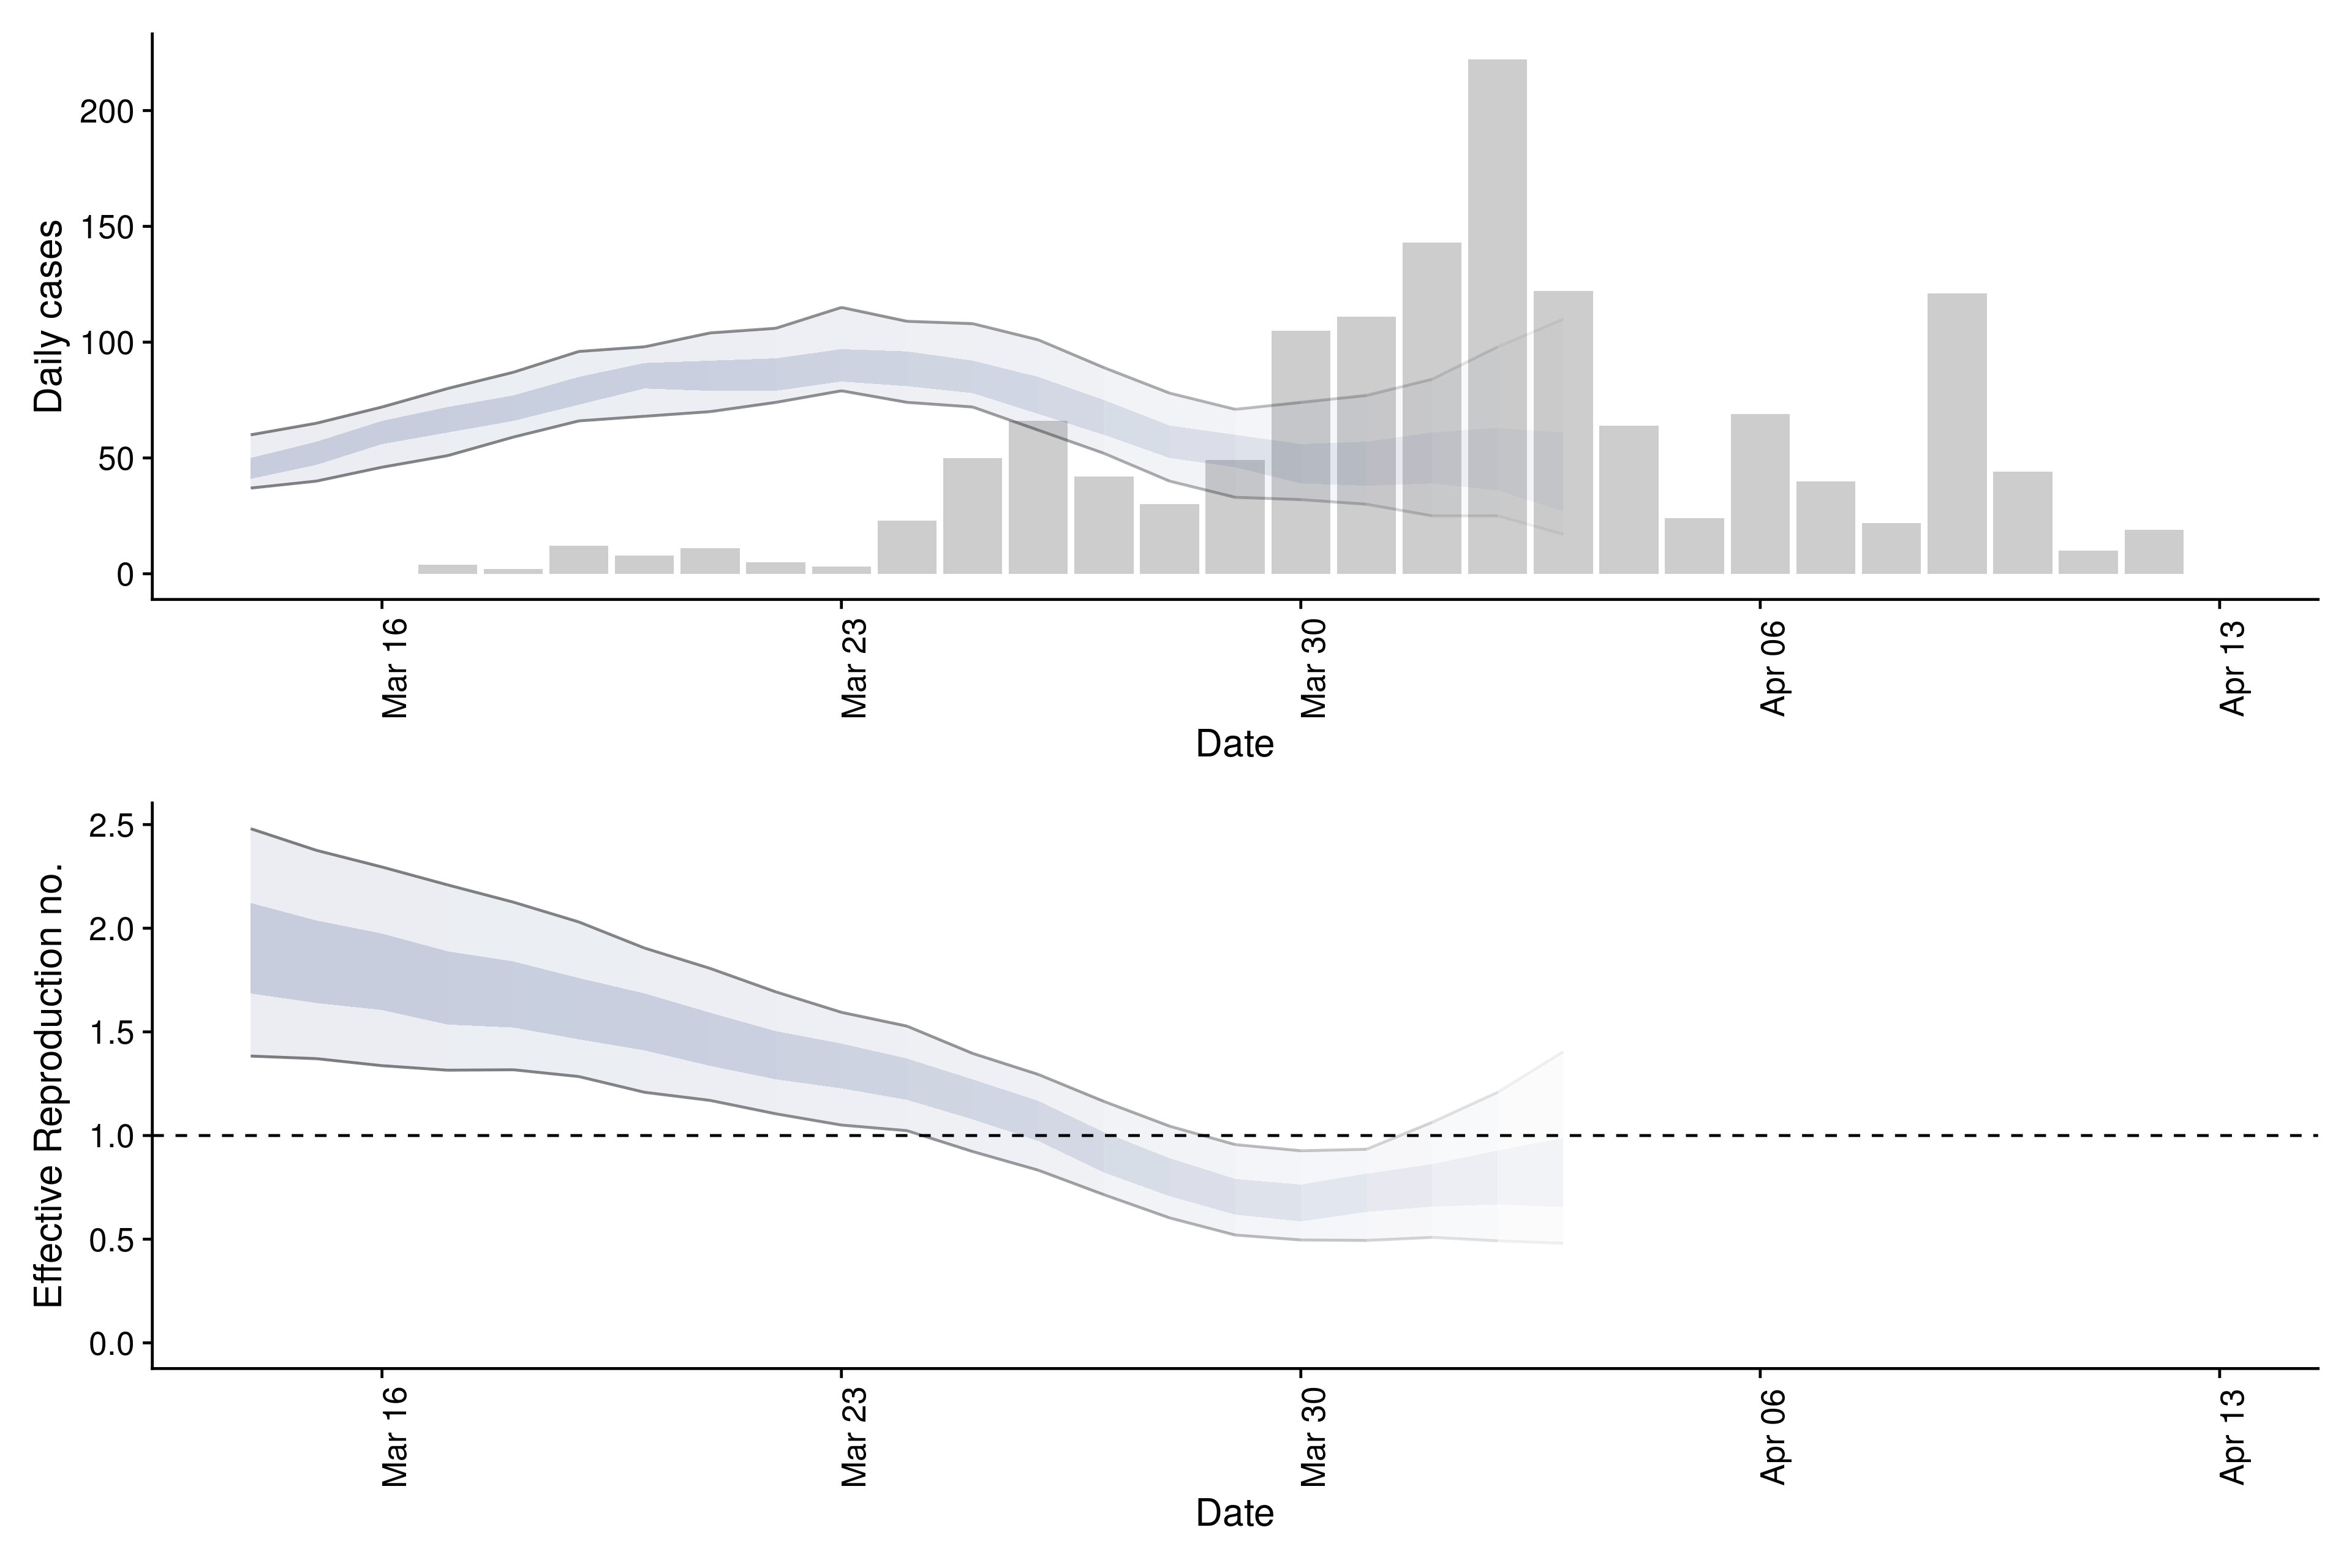 Daily cases
200
150
100
50
0
Mar 16
Mar 23
Mar 30
Apr 06
Apr 13
Date
Effective Reproduction no.
2.5
2.0
1.5
1.0
0.5
0.0
Mar 16
Mar 23
Mar 30
Apr 06
Apr 13
Date